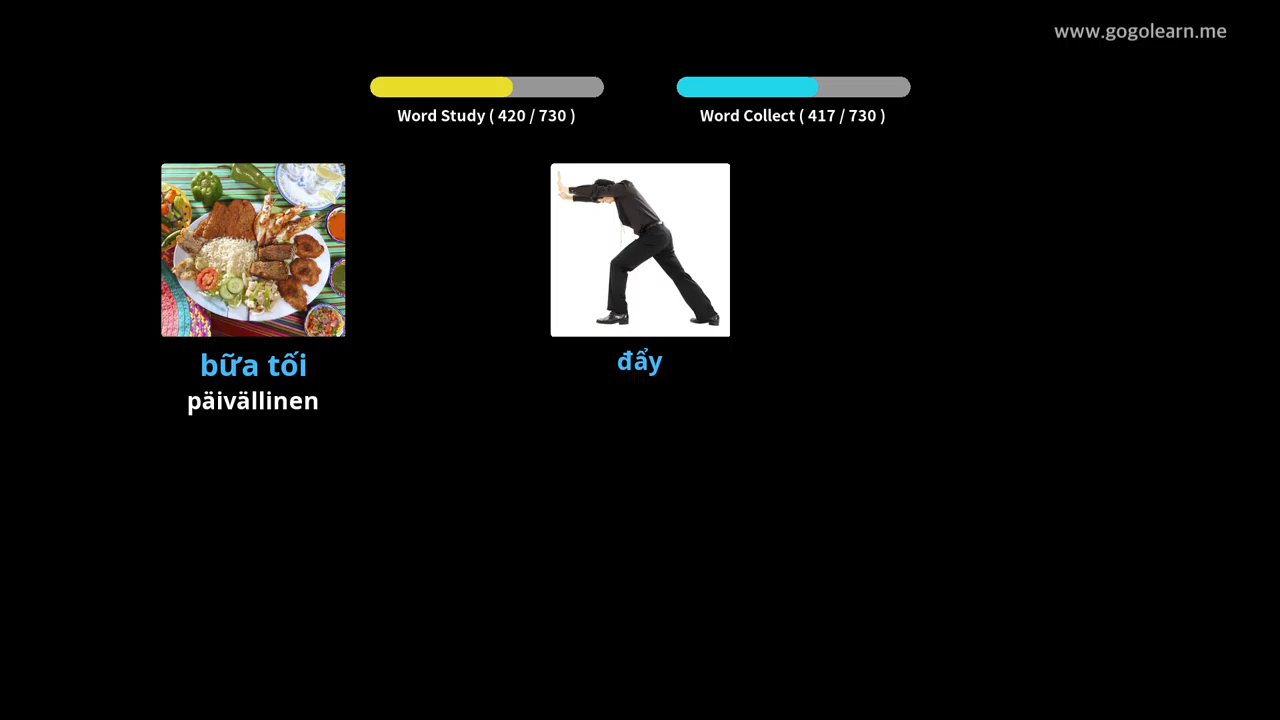 www.gogolearn.me
Word Study ( 420 / 730 )
Word Collect ( 417 / 730 )
bữa tối
päivällinen
đẩy